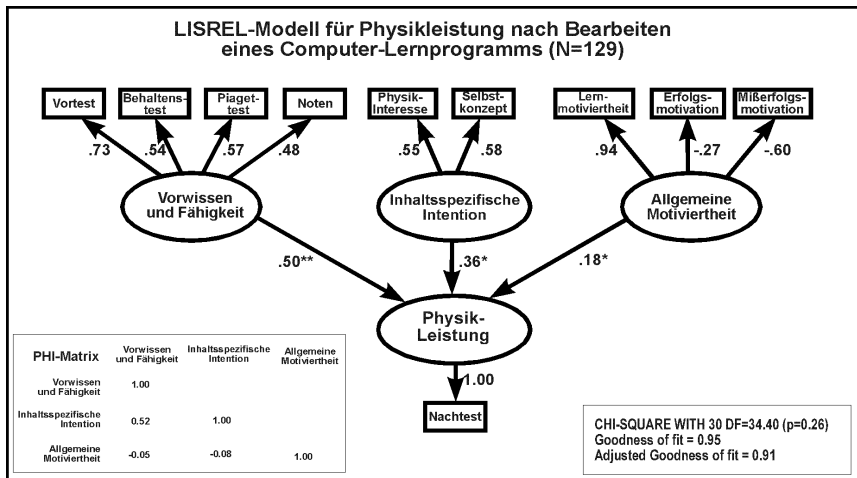 LISREL-Modell für Physikleistung nach Bearbeiten
eines Computer-Lernprogramms (N=129)
Vortest
Behaltens-
test
Piaget-
test
Noten
Physik-
Interesse
Selbst-
konzept
Lern-
motiviertheit
Erfolgs-
motivation
Mißerfolgs-
motivation
.73
.54
.57
.48
.55
.58
.94
-.27
-.60
Vorwissen
und Fähigkeit
Inhaltsspezifische
Intention
Allgemeine
Motiviertheit
.50**
.36*
.18*
Physik-
Leistung
1.00
Nachtest
PHI-Matrix
Vorwissen
und Fähigkeit
Inhaltsspezifische
Intention
Allgemeine
Motiviertheit
Vorwissen
und Fähigkeit
1.00
Inhaltsspezifische
Intention
0.52 1.00
Allgemeine
Motiviertheit
-0.05 -0.08 1.00
CHI-SQUARE WITH 30 DF=34.40 (p=0.26)
Goodness of fit = 0.95
Adjusted Goodness of fit = 0.91